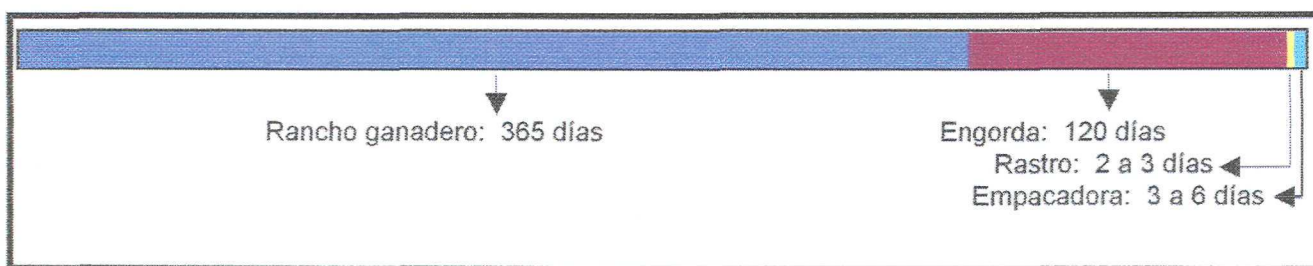 Rancho ganadero: 365 días
Engorda: 120 días
Rastro: 2 a 3 días
Empacadora: 3 a 6 días